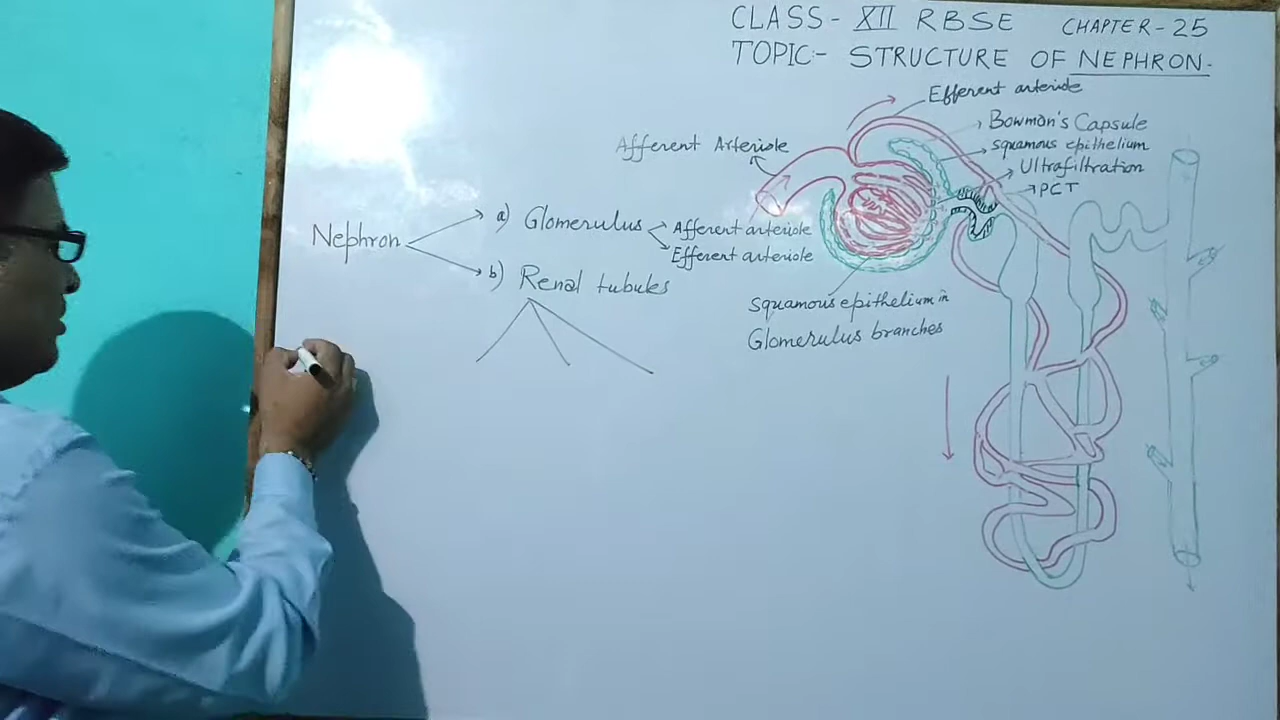 CLASS - XII RBSE CHAPTER - 25
TOPIC:- STRUCTURE OF NEPHRON.
Efferent arteriole
Bowman's Capsule
squamous epithelium
Ultrafiltration
PCT
Afferent Arteriole
Nephron
a) Glomerulus
Afferent arteriole
Efferent arteriole
b) Renal tubules
squamous epithelium in
Glomerulus branches